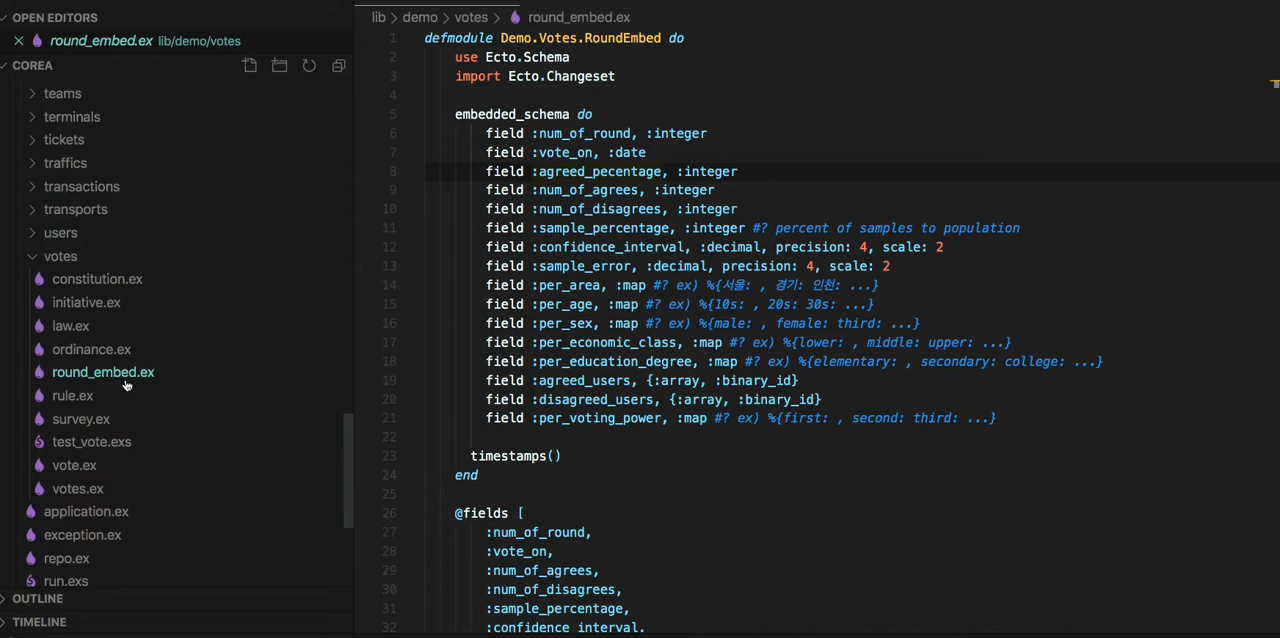 OPEN EDITORS
round_embed.ex lib/demo/votes
COREA
teams
terminals
tickets
traffics
transactions
transports
users
votes
constitution.ex
initiative.ex
law.ex
ordinance.ex
round_embed.ex
rule.ex
survey.ex
test_vote.exs
vote.ex
votes.ex
application.ex
exception.ex
repo.ex
run.exs
OUTLINE
TIMELINE
lib > demo > votes > round_embed.ex
1 defmodule Demo.Votes.RoundEmbed do
2 use Ecto.Schema
3 import Ecto.Changeset
4
5 embedded_schema do
6 field :num_of_round, :integer
7 field :vote_on, :date
8 field :agreed_pecentage, :integer
9 field :num_of_agrees, :integer
10 field :num_of_disagrees, :integer
11 field :sample_percentage, :integer #? percent of samples to population
12 field :confidence_interval, :decimal, precision: 4, scale: 2
13 field :sample_error, :decimal, precision: 4, scale: 2
14 field :per_area, :map #? ex) %{서울: , 경기: 인천: ...}
15 field :per_age, :map #? ex) %{10s: , 20s: 30s: ...}
16 field :per_sex, :map #? ex) %{male: , female: third: ...}
17 field :per_economic_class, :map #? ex) %{lower: , middle: upper: ...}
18 field :per_education_degree, :map #? ex) %{elementary: , secondary: college: ...}
19 field :agreed_users, {:array, :binary_id}
20 field :disagreed_users, {:array, :binary_id}
21 field :per_voting_power, :map #? ex) %{first: , second: third: ...}
22
23 timestamps()
24 end
25
26 @fields [
27 :num_of_round,
28 :vote_on,
29 :num_of_agrees,
30 :num_of_disagrees,
31 :sample_percentage,
32 :confidence_interval,